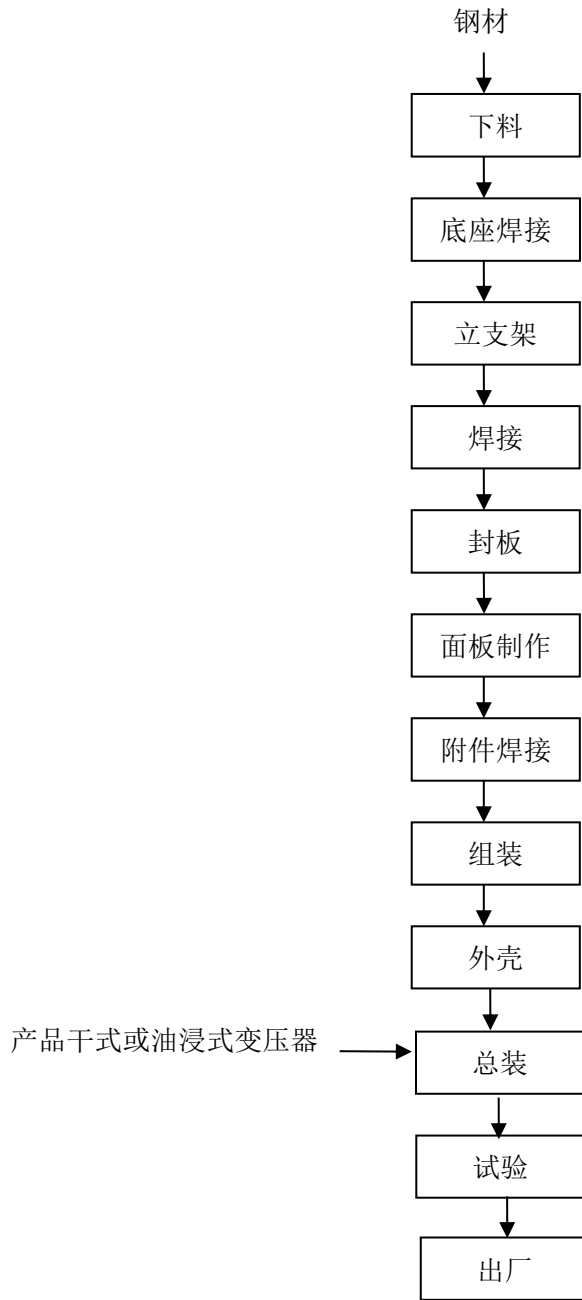 钢材
下料
底座焊接
立支架
焊接
封板
面板制作
附件焊接
组装
外壳
产品干式或油浸式变压器
总装
试验
出厂